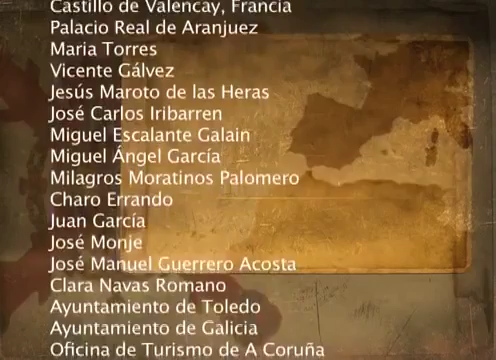 Castillo de Valencay, Francia
Palacio Real de Aranjuez
Maria Torres
Vicente Gálvez
Jesús Maroto de las Heras
José Carlos Iribarren
Miguel Escalante Galain
Miguel Ángel García
Milagros Moratinos Palomero
Charo Errando
Juan García
José Monje
José Manuel Guerrero Acosta
Clara Navas Romano
Ayuntamiento de Toledo
Ayuntamiento de Galicia
Oficina de Turismo de A Coruña